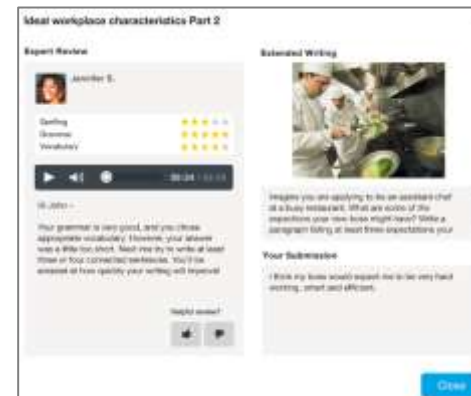 Ideal workplace characteristics Part 2
Expert Review
Jennifer S.
Spelling
Grammar
Vocabulary
00:24
Hi John –
Your grammar is very good, and you chose
appropriate vocabulary. However, your answer
was a little too short. Next time try to write at least
three or four connected sentences. You'll be
amazed at how quickly your writing will improve!
Helpful review?
Extended Writing
Imagine you are applying to be an assistant chef
at a busy restaurant. What are some of the
expectations your new boss might have? Write a
paragraph listing at least three expectations your
Your Submission
I think my boss would expect me to be very hard
working, smart and efficient.
Close